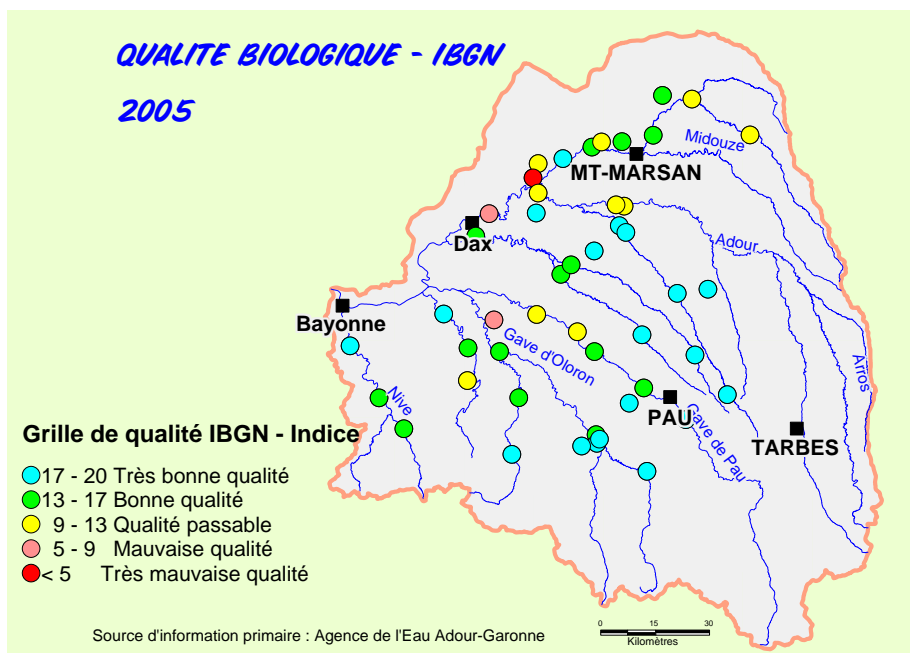 QUALITE BIOLOGIQUE - IBGN
2005
Midouze
MT-MARSAN
Dax
Adour
Bayonne
Gave d'Oloron
Arros
Nive
PAU
Gave de Pau
TARBES
Grille de qualité IBGN - Indice
17 - 20 Très bonne qualité
13 - 17 Bonne qualité
9 - 13 Qualité passable
5 - 9 Mauvaise qualité
< 5 Très mauvaise qualité
Source d'information primaire : Agence de l'Eau Adour-Garonne
0 15 30
Kilomètres